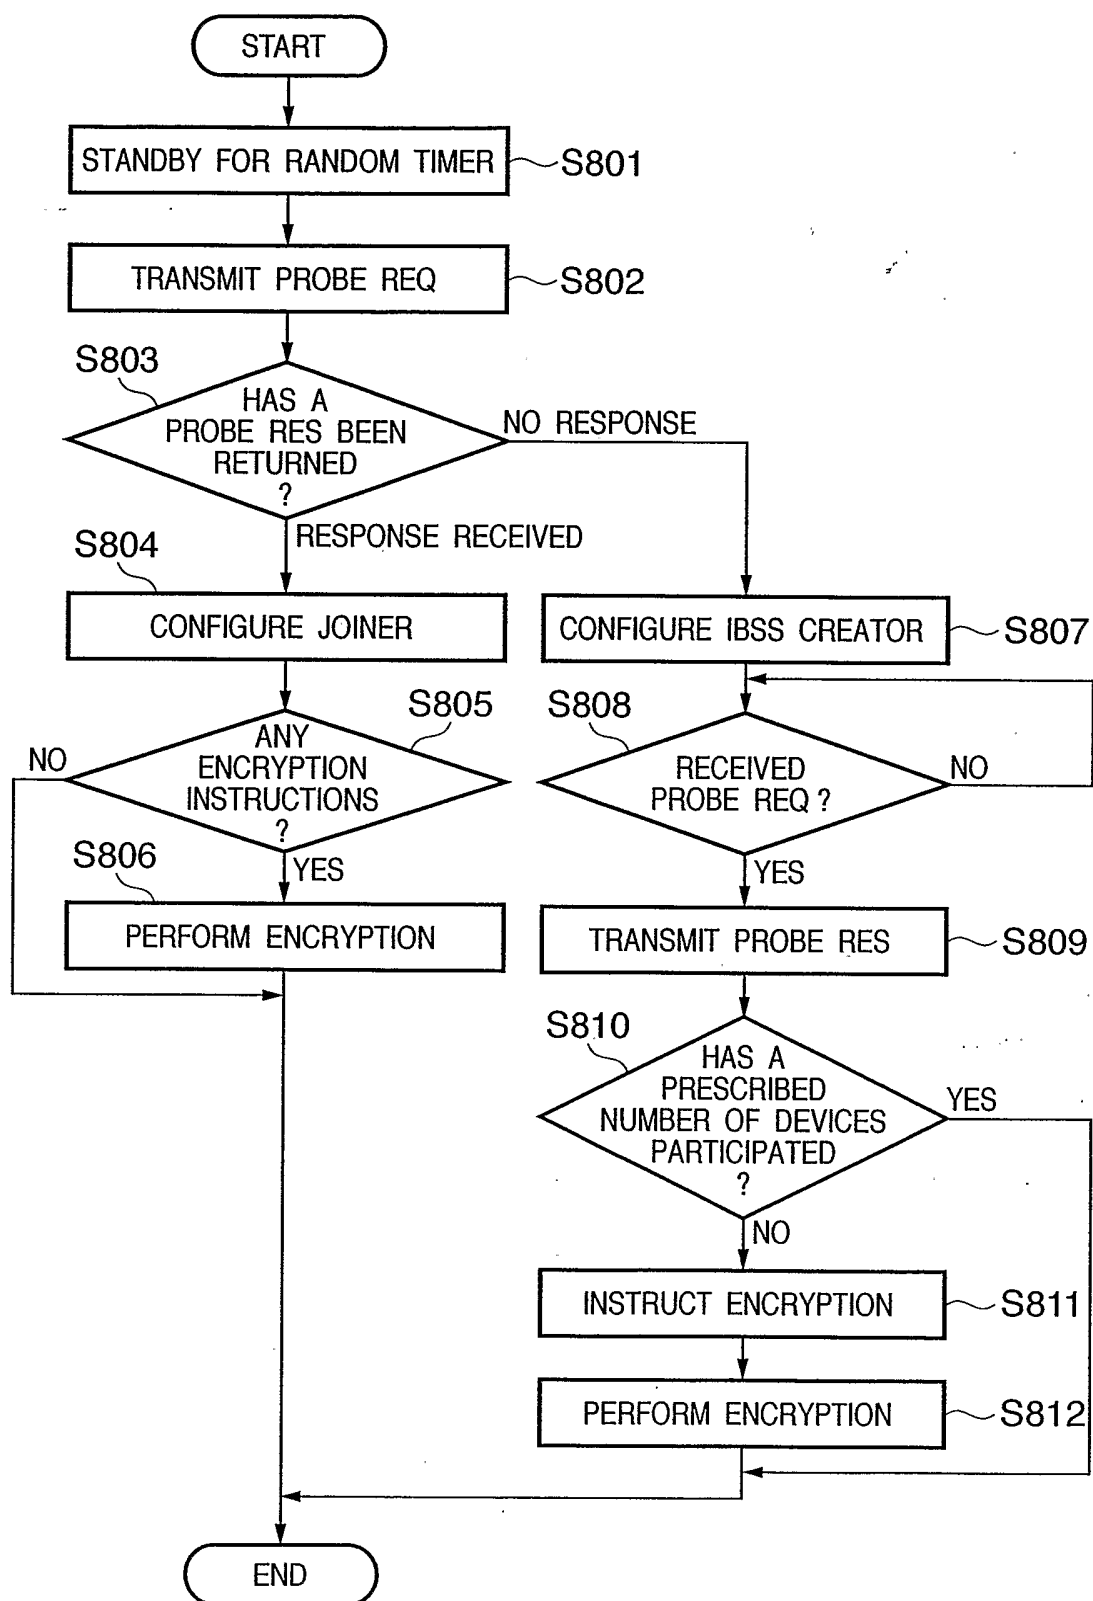 START
STANDBY FOR RANDOM TIMER
S801
TRANSMIT PROBE REQ
S802
S803
HAS A
PROBE RES BEEN
RETURNED
?
NO RESPONSE
RESPONSE RECEIVED
S804
CONFIGURE JOINER
CONFIGURE IBSS CREATOR
S807
S805
ANY
ENCRYPTION
INSTRUCTIONS
?
NO
YES
S808
RECEIVED
PROBE REQ?
NO
YES
S806
PERFORM ENCRYPTION
TRANSMIT PROBE RES
S809
S810
HAS A
PRESCRIBED
NUMBER OF DEVICES
PARTICIPATED
?
YES
NO
INSTRUCT ENCRYPTION
S811
PERFORM ENCRYPTION
S812
END